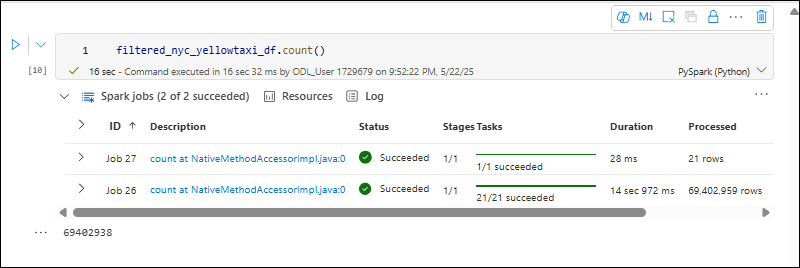 M↓
1 filtered_nyc_yellowtaxi_df.count()
[10]
16 sec - Command executed in 16 sec 32 ms by ODL_User 1729679 on 9:52:22 PM, 5/22/25
PySpark (Python)
Spark jobs (2 of 2 succeeded) Resources Log
ID ↑ Description Status Stages Tasks Duration Processed
Job 27 count at NativeMethodAccessorImpl.java:0 Succeeded 1/1 1/1 succeeded 28 ms 21 rows
Job 26 count at NativeMethodAccessorImpl.java:0 Succeeded 1/1 21/21 succeeded 14 sec 972 ms 69,402,959 rows
69402938